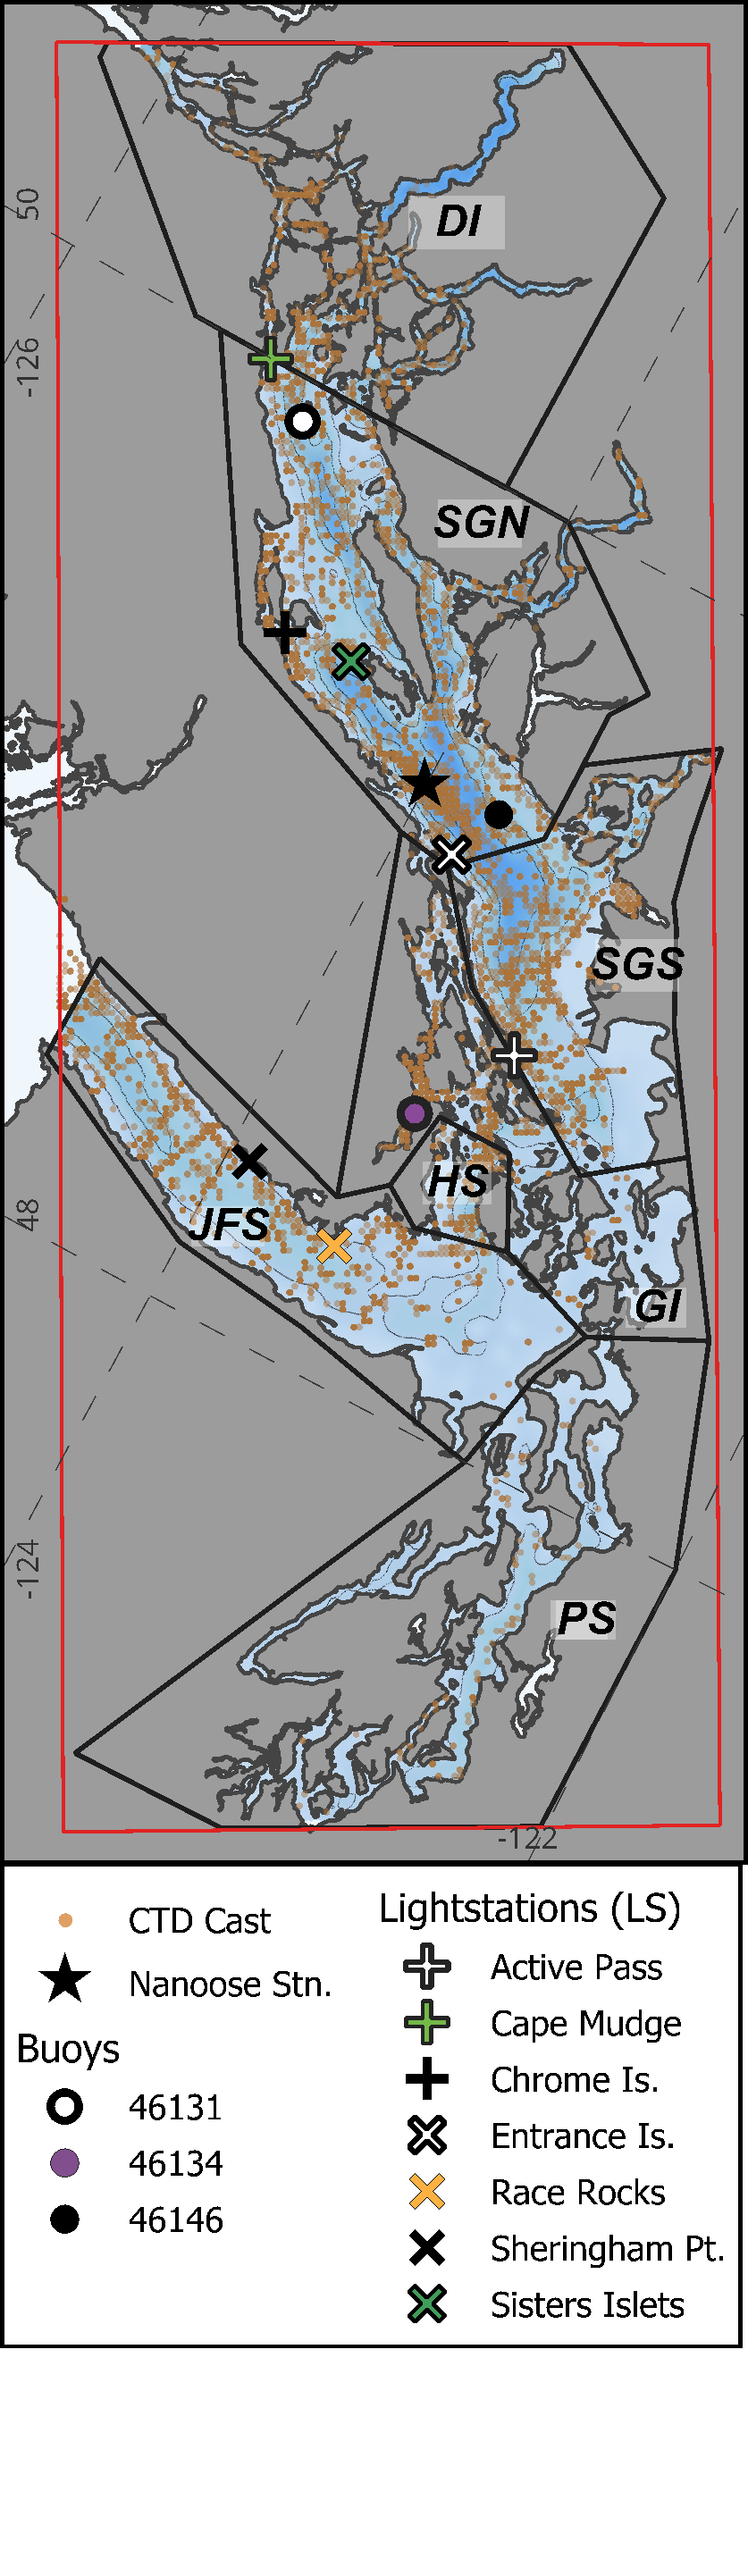 DI
50
-126
SGN
SGS
HS
48
JFS
GI
-124
PS
-122
CTD Cast
Nanoose Stn.
Buoys
46131
46134
46146
Lightstations (LS)
Active Pass
Cape Mudge
Chrome Is.
Entrance Is.
Race Rocks
Sheringham Pt.
Sisters Islets